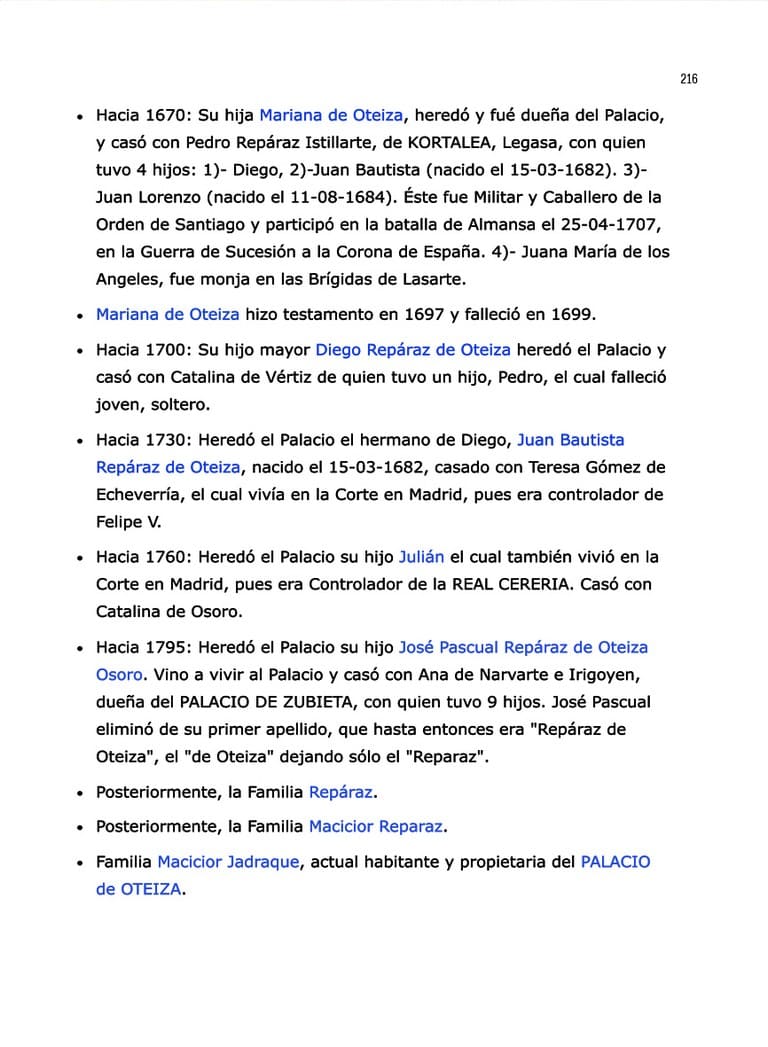 216
• Hacia 1670: Su hija Mariana de Oteiza, heredó y fué dueña del Palacio,
y casó con Pedro Repáraz Istillarte, de KORTALEA, Legasa, con quien
tuvo 4 hijos: 1)- Diego, 2)-Juan Bautista (nacido el 15-03-1682). 3)-
Juan Lorenzo (nacido el 11-08-1684). Éste fue Militar y Caballero de la
Orden de Santiago y participó en la batalla de Almansa el 25-04-1707,
en la Guerra de Sucesión a la Corona de España. 4)- Juana María de los
Angeles, fue monja en las Brígidas de Lasarte.
• Mariana de Oteiza hizo testamento en 1697 y falleció en 1699.
• Hacia 1700: Su hijo mayor Diego Repáraz de Oteiza heredó el Palacio y
casó con Catalina de Vértiz de quien tuvo un hijo, Pedro, el cual falleció
joven, soltero.
• Hacia 1730: Heredó el Palacio el hermano de Diego, Juan Bautista
Repáraz de Oteiza, nacido el 15-03-1682, casado con Teresa Gómez de
Echeverría, el cual vivía en la Corte en Madrid, pues era controlador de
Felipe V.
• Hacia 1760: Heredó el Palacio su hijo Julián el cual también vivió en la
Corte en Madrid, pues era Controlador de la REAL CERERIA. Casó con
Catalina de Osoro.
• Hacia 1795: Heredó el Palacio su hijo José Pascual Repáraz de Oteiza
Osoro. Vino a vivir al Palacio y casó con Ana de Narvarte e Irigoyen,
dueña del PALACIO DE ZUBIETA, con quien tuvo 9 hijos. José Pascual
eliminó de su primer apellido, que hasta entonces era "Repáraz de
Oteiza", el "de Oteiza" dejando sólo el "Reparaz".
• Posteriormente, la Familia Repáraz.
• Posteriormente, la Familia Macicior Reparaz.
• Familia Macicior Jadraque, actual habitante y propietaria del PALACIO
de OTEIZA.